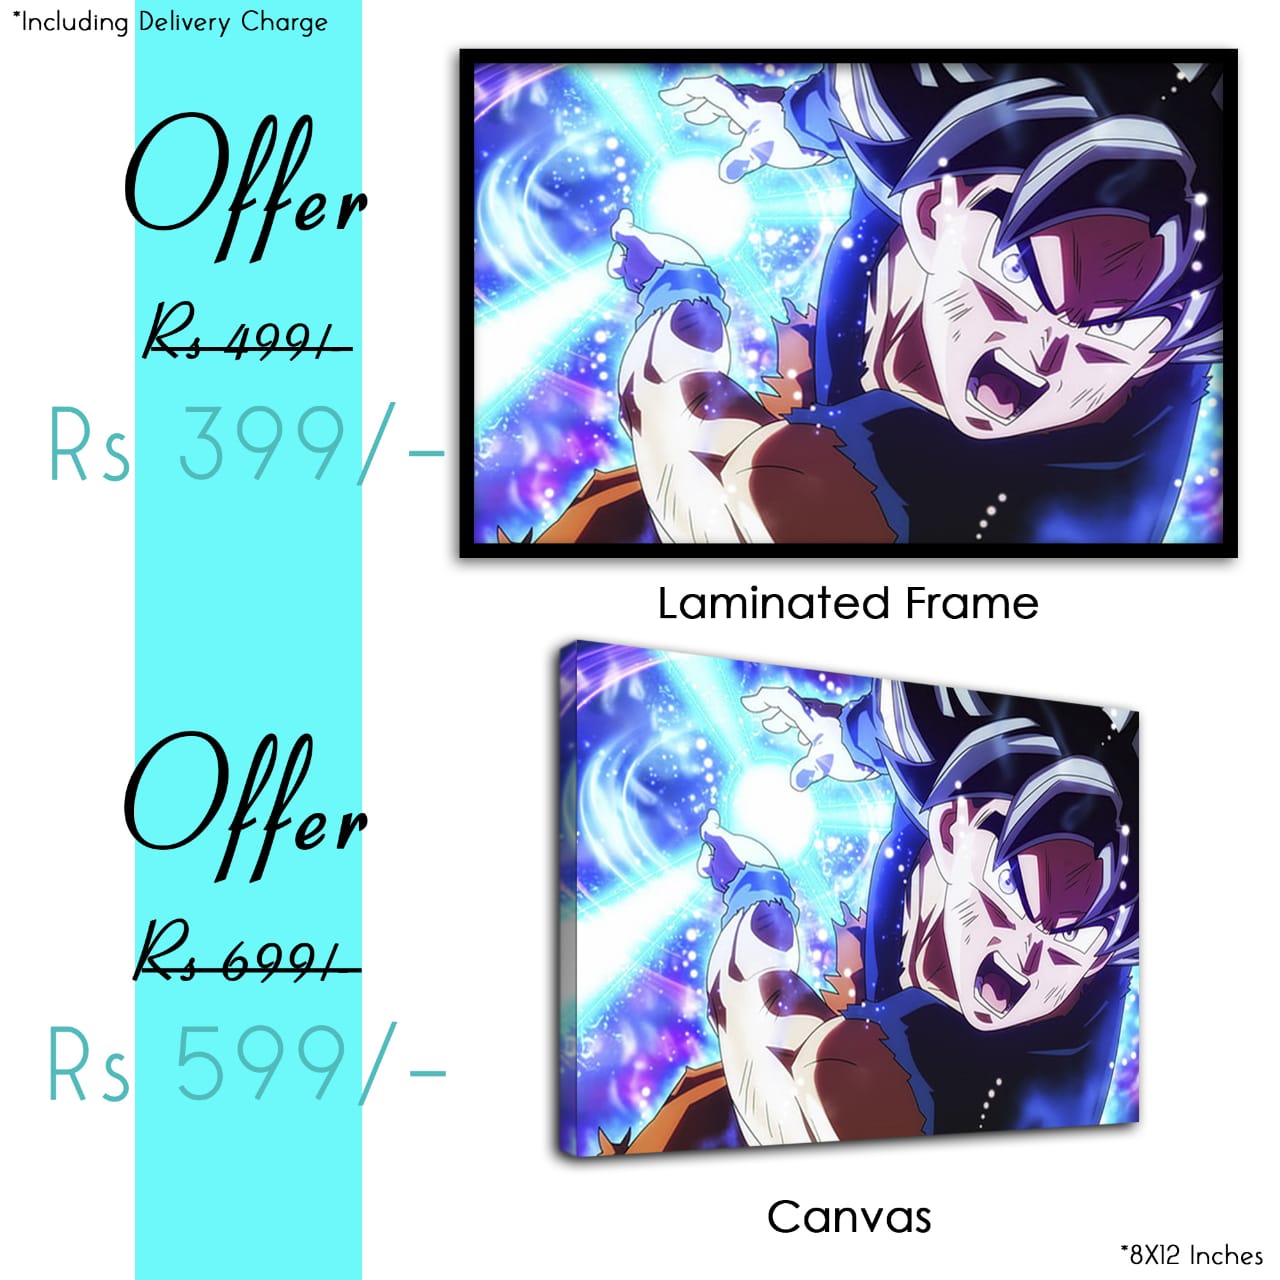 *Including Delivery Charge
Offer
Rs 499/-
Rs 399/-
Laminated Frame
Offer
Rs 699/-
Rs 599/-
Canvas
*8X12 Inches